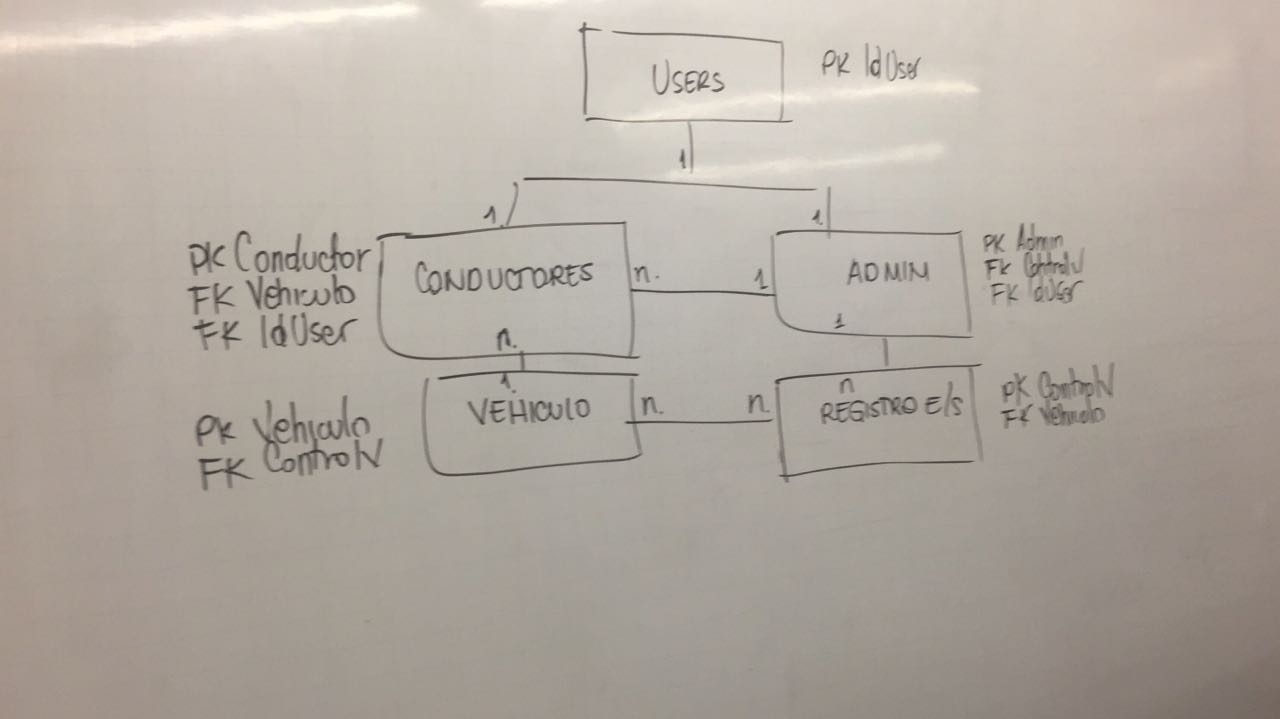 USERS
PK IdUser
1
1
1
PK Conductor
FK Vehiculo
FK IdUser
CONDUCTORES
n.
1
ADMIN
PK Admin
FK ControlV
FK IdUser
n.
1
1.
VEHICULO
n.
n.
n
REGISTRO E/S
PK ControlV
FK Vehiculo
PK Vehiculo
FK ControlV